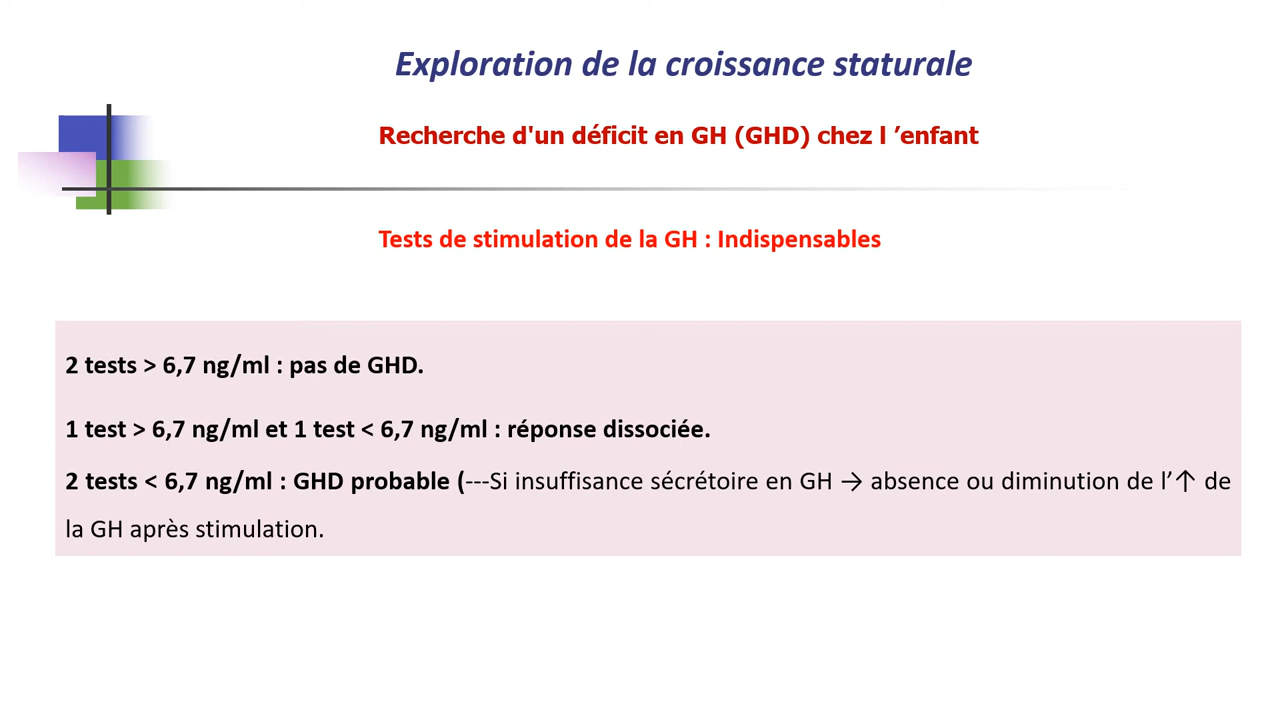 Exploration de la croissance staturale
Recherche d'un déficit en GH (GHD) chez l ’enfant
Tests de stimulation de la GH : Indispensables
2 tests > 6,7 ng/ml : pas de GHD.
1 test > 6,7 ng/ml et 1 test < 6,7 ng/ml : réponse dissociée.
2 tests < 6,7 ng/ml : GHD probable (---Si insuffisance sécrétoire en GH → absence ou diminution de l’↑ de
la GH après stimulation.